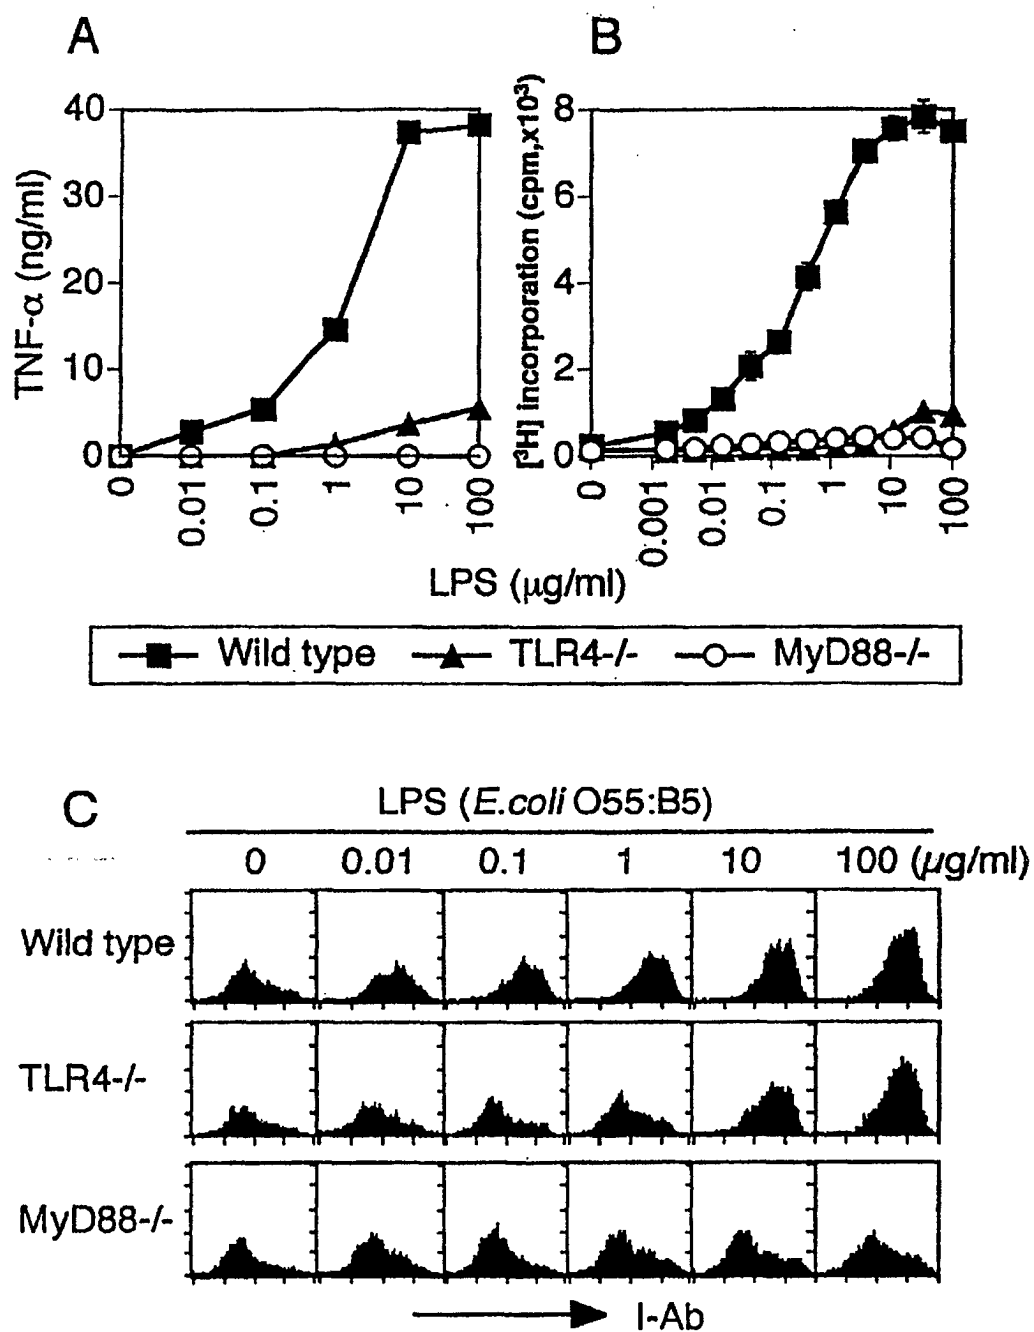 A
B
TNF-α (ng/ml)
40
30
20
10
0
0
0.01
0.1
1
10
100
[³H] incorporation (cpm,x10³)
8
6
4
2
0
0
0.001
0.01
0.1
1
10
100
LPS (μg/ml)
Wild type TLR4-/- MyD88-/-
C
LPS (E.coli O55:B5)
0 0.01 0.1 1 10 100 (μg/ml)
Wild type
TLR4-/-
MyD88-/-
I-Ab